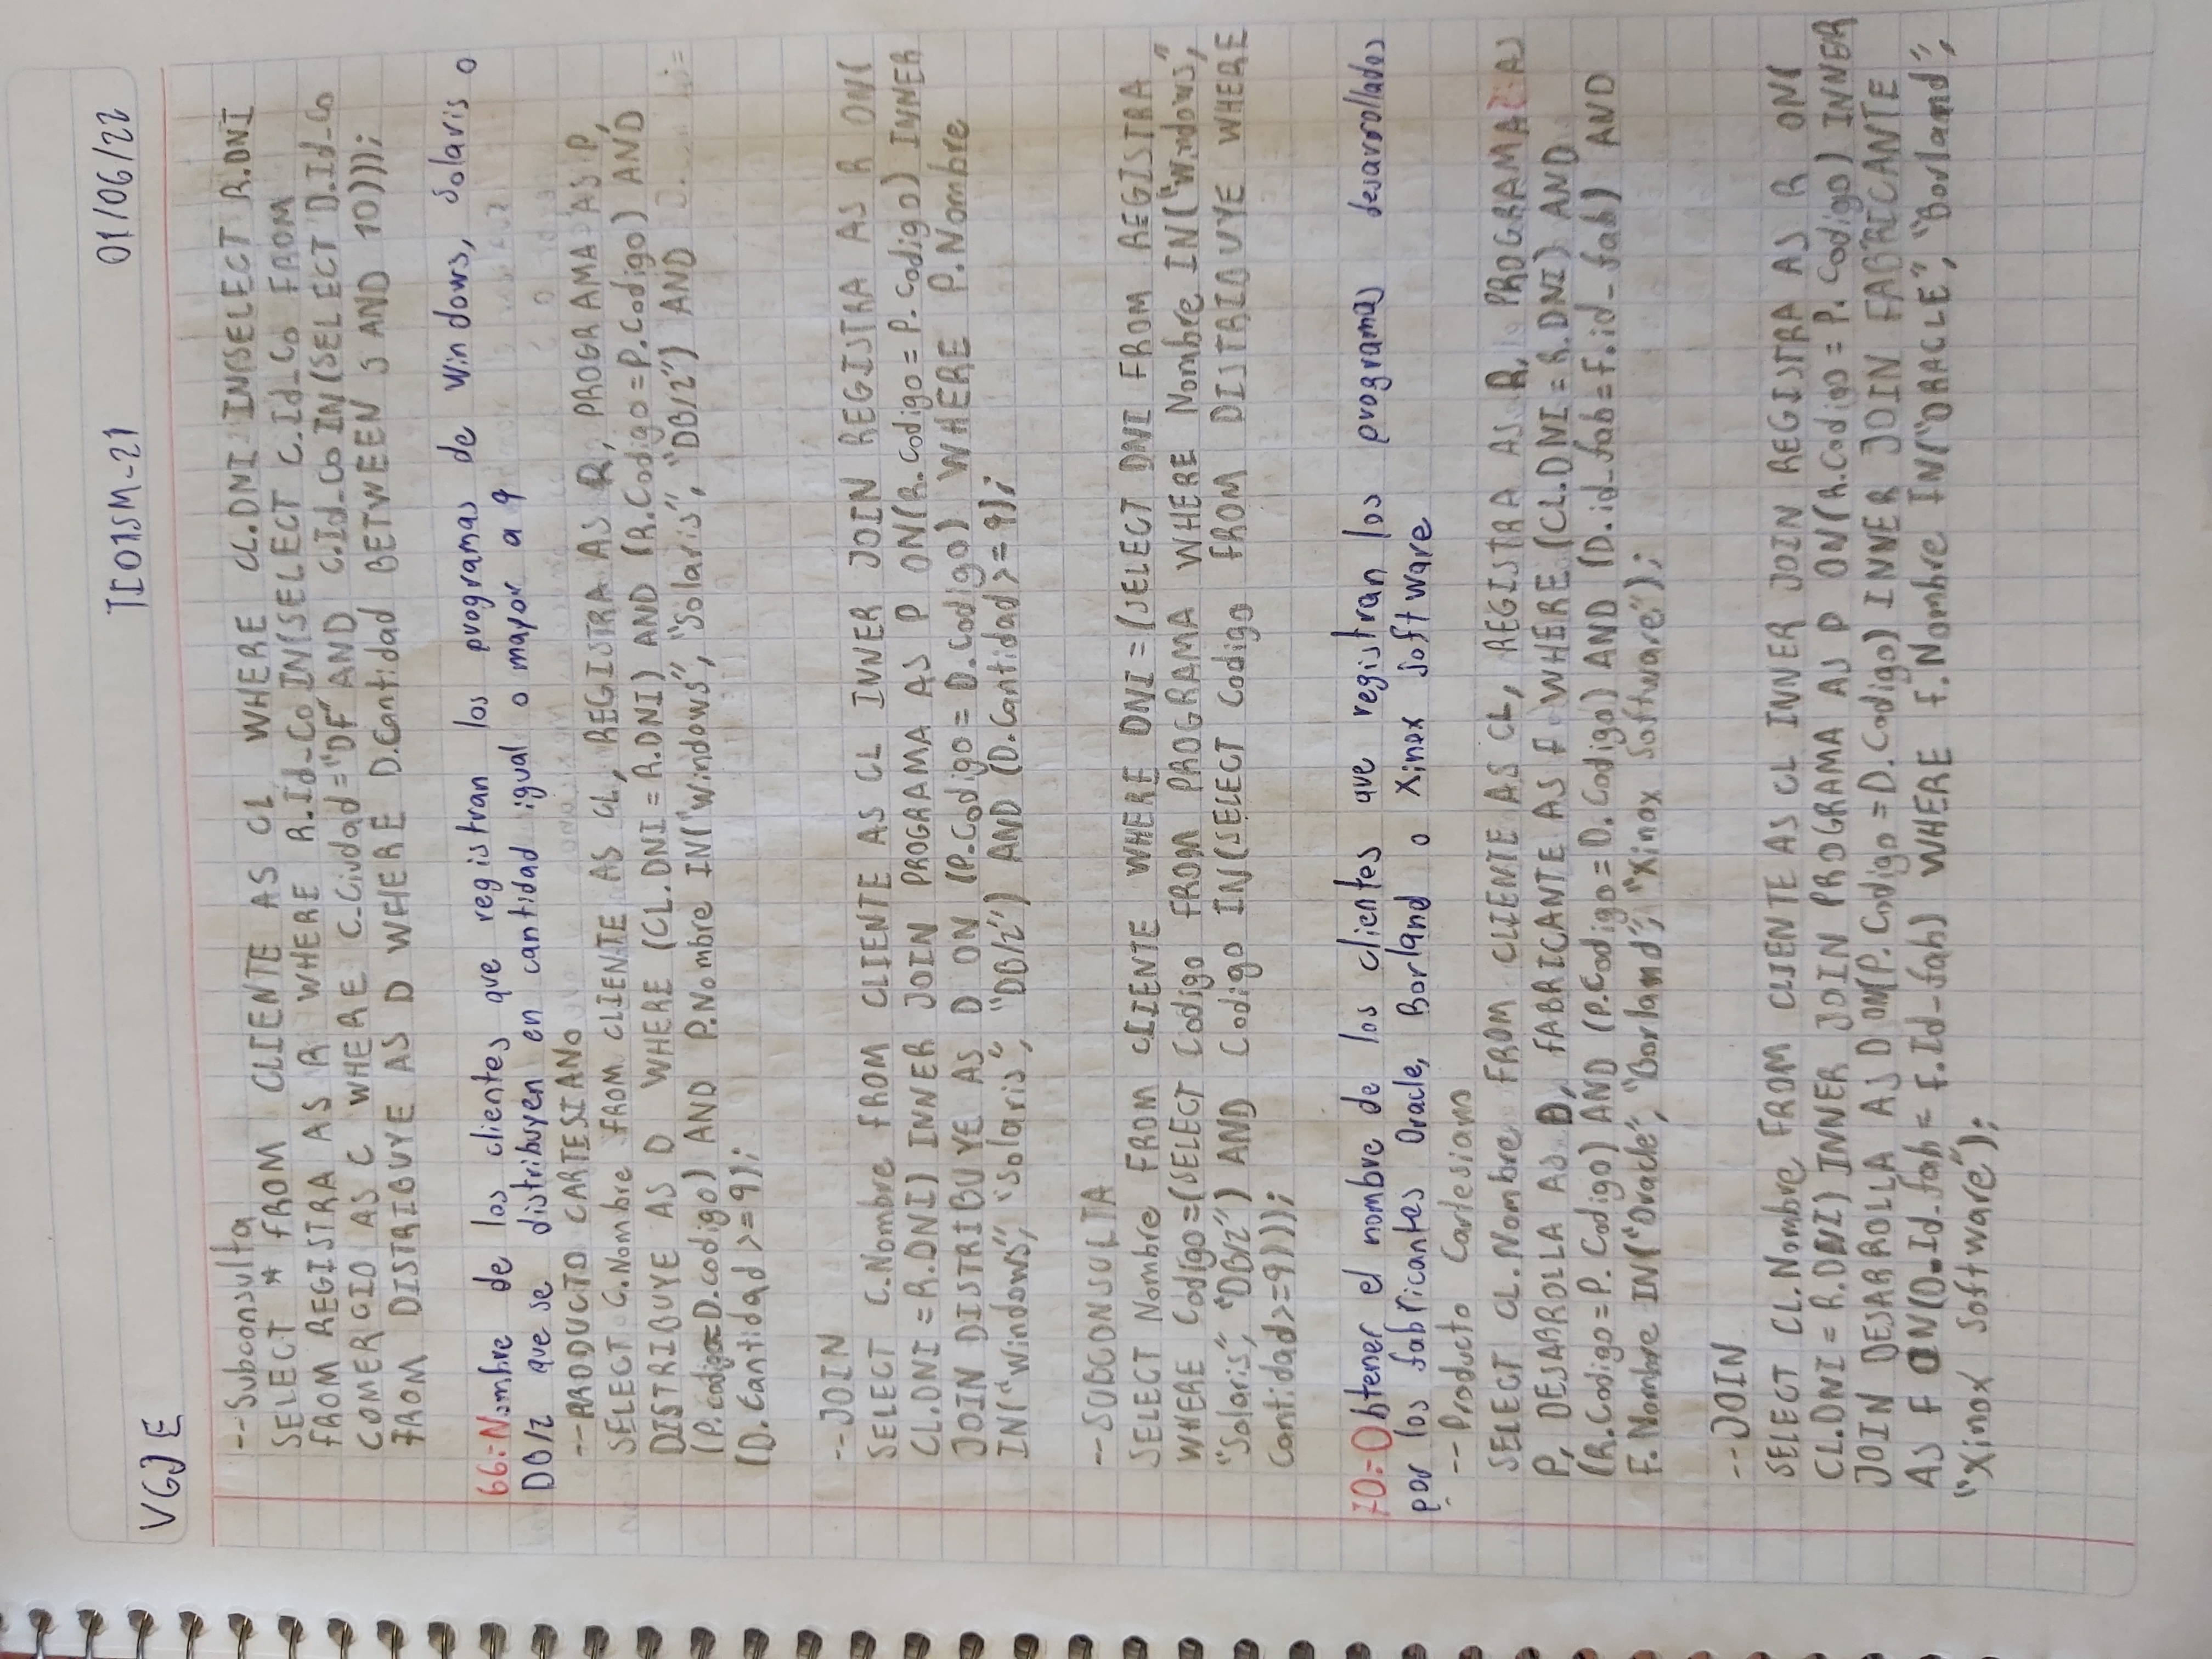 TI01SM-21 01/06/22
VGJE
--Subconsulta
SELECT * FROM CLIENTE AS CL WHERE CL.DNI IN(SELECT R.DNI
FROM REGISTRA AS R WHERE R.Id_Co IN(SELECT C.Id_Co FROM
COMERCIO AS C WHERE C_Ciudad="DF" AND C.Id_Co IN(SELECT D.Id_Co
FROM DISTRIBUYE AS D WHERE D.Cantidad BETWEEN 5 AND 10)));
66.-Nombre de los clientes que registran los programas de Windows, Solaris o
DB/2 que se distribuyen en cantidad igual o mayor a 9
--PRODUCTO CARTESIANO
SELECT C.Nombre FROM CLIENTE AS CL, REGISTRA AS R, PROGRAMA AS P,
DISTRIBUYE AS D WHERE (CL.DNI = R.DNI) AND (R.Codigo=P.Codigo) AND
(P.codigo=D.codigo) AND P.Nombre IN("Windows", "Solaris", "DB/2") AND
(D.Cantidad >=9);
--JOIN
SELECT C.Nombre FROM CLIENTE AS CL INNER JOIN REGISTRA AS R ON(
CL.DNI =R.DNI) INNER JOIN PROGRAMA AS P ON(R.Codigo= P.Codigo) INNER
JOIN DISTRIBUYE AS D ON (P.Codigo= D.Codigo) WHERE P.Nombre
IN("Windows", "Solaris", "DB/2") AND (D.Cantidad>= 9);
--SUBCONSULTA
SELECT Nombre FROM CLIENTE WHERE DNI =(SELECT DNI FROM REGISTRA
WHERE Codigo=(SELECT Codigo FROM PROGRAMA WHERE Nombre IN("Windows",
"Solaris", "DB/2") AND Codigo IN(SELECT Codigo FROM DISTRIBUYE WHERE
Cantidad>=9)));
70.-Obtener el nombre de los clientes que registran los programas desarrollados
por los fabricantes Oracle, Borland o Xinox Software
--Producto Cartesiano
SELECT CL.Nombre FROM CLIENTE AS CL, REGISTRA AS R, PROGRAMA AS
P, DESARROLLA AS D, FABRICANTE AS F WHERE (CL.DNI = R.DNI) AND
(R.Codigo=P.Codigo) AND (P.Codigo=D.Codigo) AND (D.id_fab=F.id_fab) AND
F.Nombre IN("Oracle", "Borland", "Xinox Software");
--JOIN
SELECT CL.Nombre FROM CLIENTE AS CL INNER JOIN REGISTRA AS R ON(
CL.DNI = R.DNI) INNER JOIN PROGRAMA AS P ON(R.Codigo = P.Codigo) INNER
JOIN DESARROLLA AS D ON(P.Codigo =D.Codigo) INNER JOIN FABRICANTE
AS F ON(D.Id_fab= F.Id_fab) WHERE F.Nombre IN("ORACLE", "Borland",
"Xinox Software");